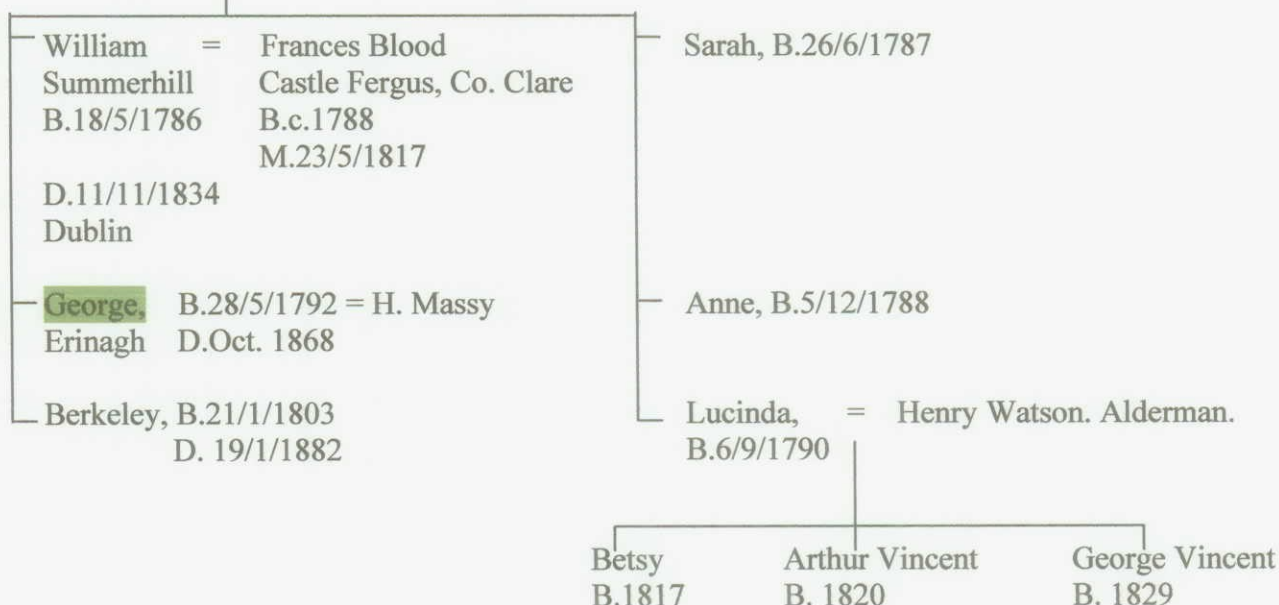 William = Frances Blood
Summerhill Castle Fergus, Co. Clare
B.18/5/1786 B.c.1788
M.23/5/1817
D.11/11/1834
Dublin
George, B.28/5/1792 = H. Massy
Erinagh D.Oct. 1868
Berkeley, B.21/1/1803
D. 19/1/1882
Sarah, B.26/6/1787
Anne, B.5/12/1788
Lucinda, = Henry Watson. Alderman.
B.6/9/1790
Betsy Arthur Vincent George Vincent
B.1817 B. 1820 B. 1829